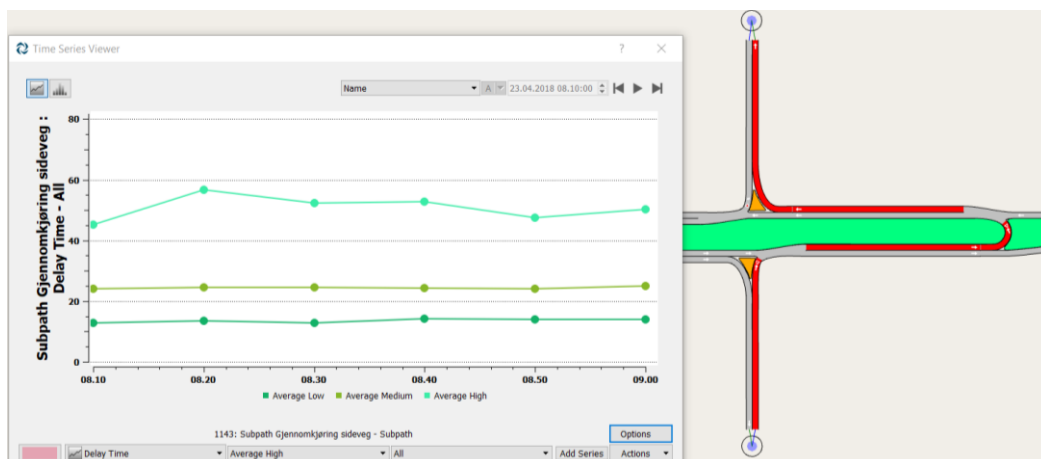 Time Series Viewer ? ×
Name A 23.04.2018 08.10:00
Subpath Gjennomkjøring sideveg :
Delay Time - All
80
60
40
20
0
08.10 08.20 08.30 08.40 08.50 09.00
Average Low Average Medium Average High
1143: Subpath Gjennomkjøring sideveg - Subpath Options
Delay Time Average High All Add Series Actions